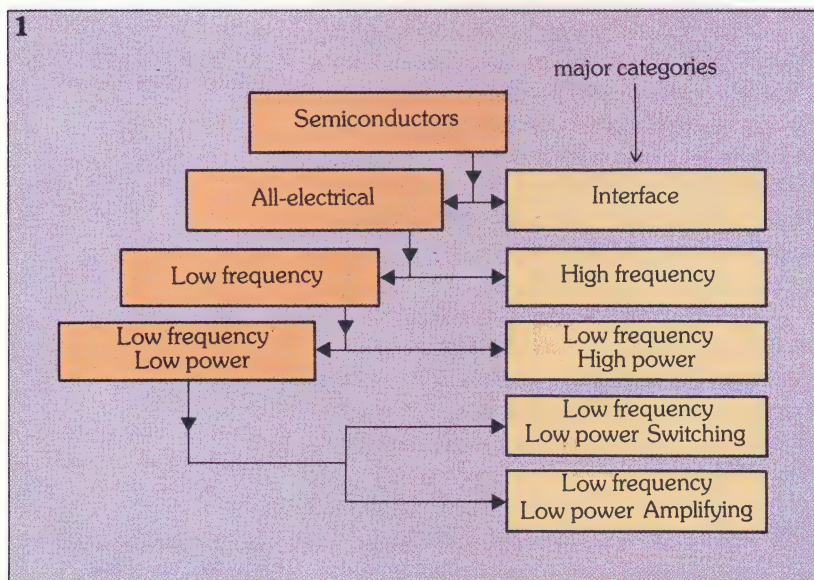 1
major categories
Semiconductors
All-electrical
Interface
Low frequency
High frequency
Low frequency
Low power
Low frequency
High power
Low frequency
Low power Switching
Low frequency
Low power Amplifying